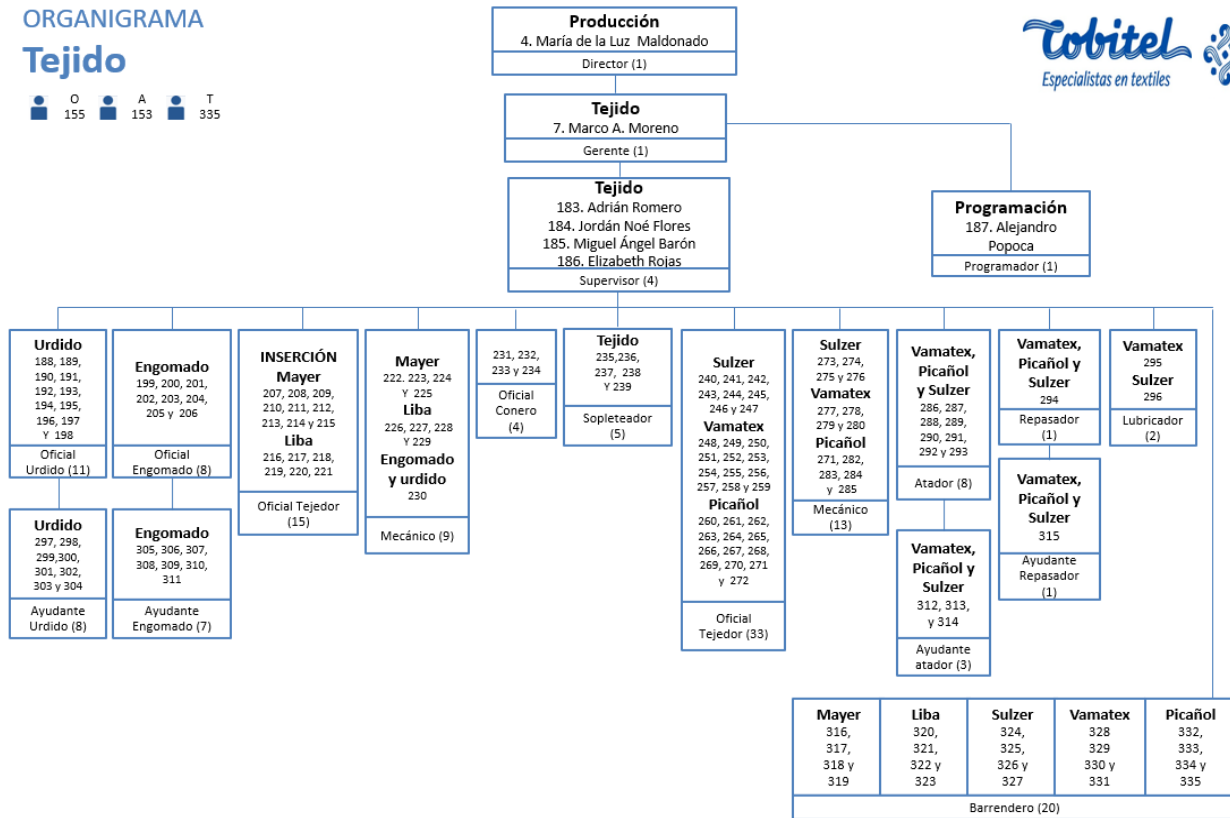 ORGANIGRAMA
Tejido
O
155
A
153
T
335
Producción
4. María de la Luz Maldonado
Director (1)
Tobitel
Especialistas en textiles
Tejido
7. Marco A. Moreno
Gerente (1)
Tejido
183. Adrián Romero
184. Jordán Noé Flores
185. Miguel Ángel Barón
186. Elizabeth Rojas
Supervisor (4)
Programación
187. Alejandro
Popoca
Programador (1)
Urdido
188, 189,
190, 191,
192, 193,
194, 195,
196, 197
Y 198
Oficial
Urdido (11)
Engomado
199, 200, 201,
202, 203, 204,
205 y 206
Oficial
Engomado (8)
INSERCIÓN
Mayer
207, 208, 209,
210, 211, 212,
213, 214 y 215
Liba
216, 217, 218,
219, 220, 221
Oficial Tejedor
(15)
Mayer
222. 223, 224
Y 225
Liba
226, 227, 228
Y 229
Engomado
y urdido
230
Mecánico (9)
231, 232,
233 y 234
Oficial
Conero
(4)
Tejido
235,236,
237, 238
Y 239
Sopleteador
(5)
Sulzer
240, 241, 242,
243, 244, 245,
246 y 247
Vamatex
248, 249, 250,
251, 252, 253,
254, 255, 256,
257, 258 y 259
Picañol
260, 261, 262,
263, 264, 265,
266, 267, 268,
269, 270, 271
y 272
Oficial
Tejedor (33)
Sulzer
273, 274,
275 y 276
Vamatex
277, 278,
279 y 280
Picañol
271, 282,
283, 284
y 285
Mecánico
(13)
Vamatex,
Picañol
y Sulzer
286, 287,
288, 289,
290, 291,
292 y 293
Atador (8)
Vamatex,
Picañol y
Sulzer
294
Repasador
(1)
Vamatex
295
Sulzer
296
Lubricador
(2)
Urdido
297, 298,
299,300,
301, 302,
303 y 304
Ayudante
Urdido (8)
Engomado
305, 306, 307,
308, 309, 310,
311
Ayudante
Engomado (7)
Vamatex,
Picañol y
Sulzer
312, 313,
y 314
Ayudante
atador (3)
Vamatex,
Picañol y
Sulzer
315
Ayudante
Repasador
(1)
Mayer
316,
317,
318 y
319
Liba
320,
321,
322 y
323
Sulzer
324,
325,
326 y
327
Vamatex
328
329
330 y
331
Picañol
332,
333,
334 y
335
Barrendero (20)